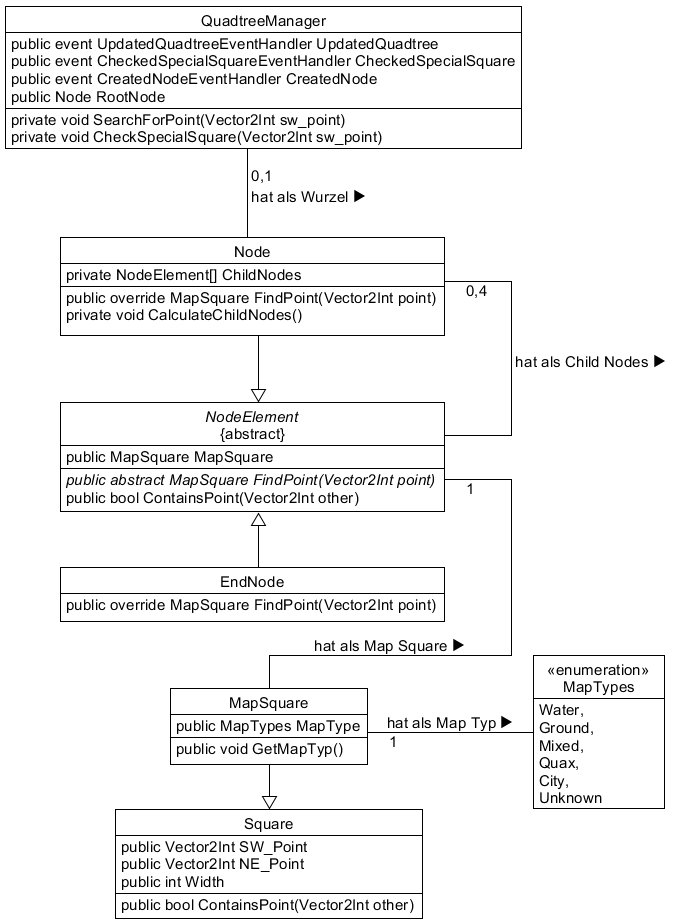 QuadtreeManager
public event UpdatedQuadtreeEventHandler UpdatedQuadtree
public event CheckedSpecialSquareEventHandler CheckedSpecialSquare
public event CreatedNodeEventHandler CreatedNode
public Node RootNode
private void SearchForPoint(Vector2Int sw_point)
private void CheckSpecialSquare(Vector2Int sw_point)
0,1
hat als Wurzel ▶
Node
private NodeElement[] ChildNodes
public override MapSquare FindPoint(Vector2Int point)
private void CalculateChildNodes()
0,4
hat als Child Nodes ▶
NodeElement
{abstract}
public MapSquare MapSquare
public abstract MapSquare FindPoint(Vector2Int point)
public bool ContainsPoint(Vector2Int other)
1
EndNode
public override MapSquare FindPoint(Vector2Int point)
hat als Map Square ▶
MapSquare
public MapTypes MapType
public void GetMapTyp()
hat als Map Typ ▶
1
«enumeration»
MapTypes
Water,
Ground,
Mixed,
Quax,
City,
Unknown
Square
public Vector2Int SW_Point
public Vector2Int NE_Point
public int Width
public bool ContainsPoint(Vector2Int other)